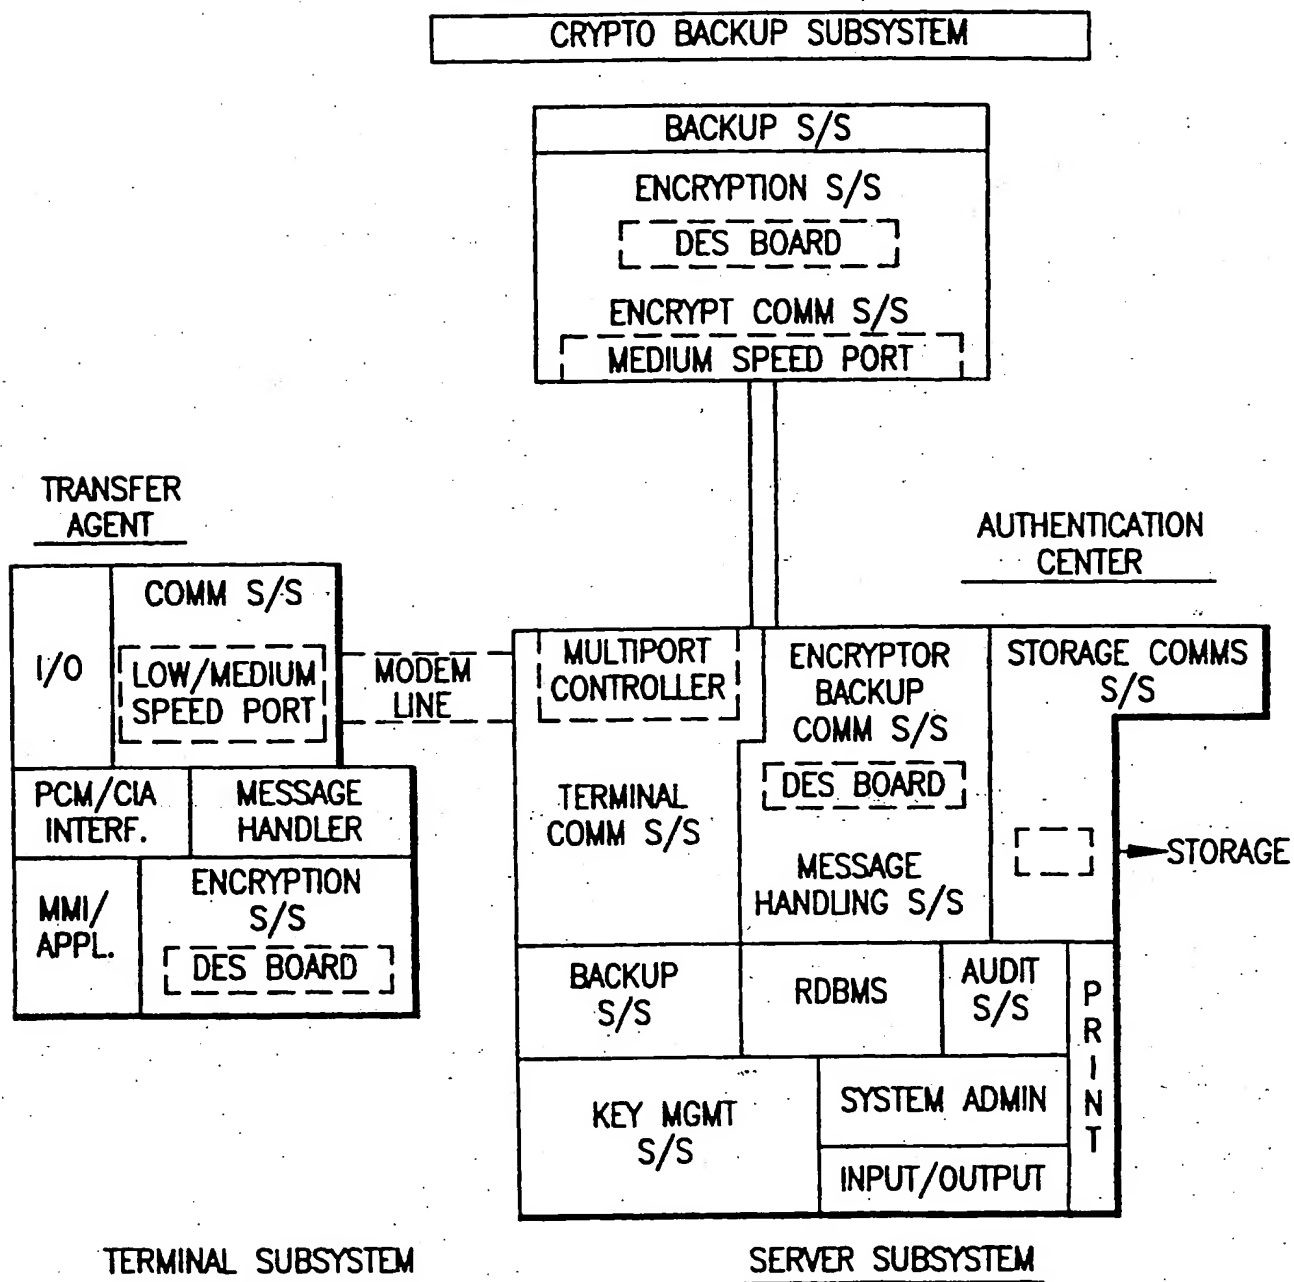 CRYPTO BACKUP SUBSYSTEM
BACKUP S/S
ENCRYPTION S/S
DES BOARD
ENCRYPT COMM S/S
MEDIUM SPEED PORT
TRANSFER
AGENT
COMM S/S
I/O
LOW/MEDIUM
SPEED PORT
PCM/CIA
INTERF.
MESSAGE
HANDLER
MMI/
APPL.
ENCRYPTION
S/S
DES BOARD
MODEM
LINE
AUTHENTICATION
CENTER
MULTIPORT
CONTROLLER
TERMINAL
COMM S/S
ENCRYPTOR
BACKUP
COMM S/S
DES BOARD
MESSAGE
HANDLING S/S
STORAGE COMMS
S/S
STORAGE
BACKUP
S/S
RDBMS
AUDIT
S/S
PRINT
KEY MGMT
S/S
SYSTEM ADMIN
INPUT/OUTPUT
TERMINAL SUBSYSTEM
SERVER SUBSYSTEM